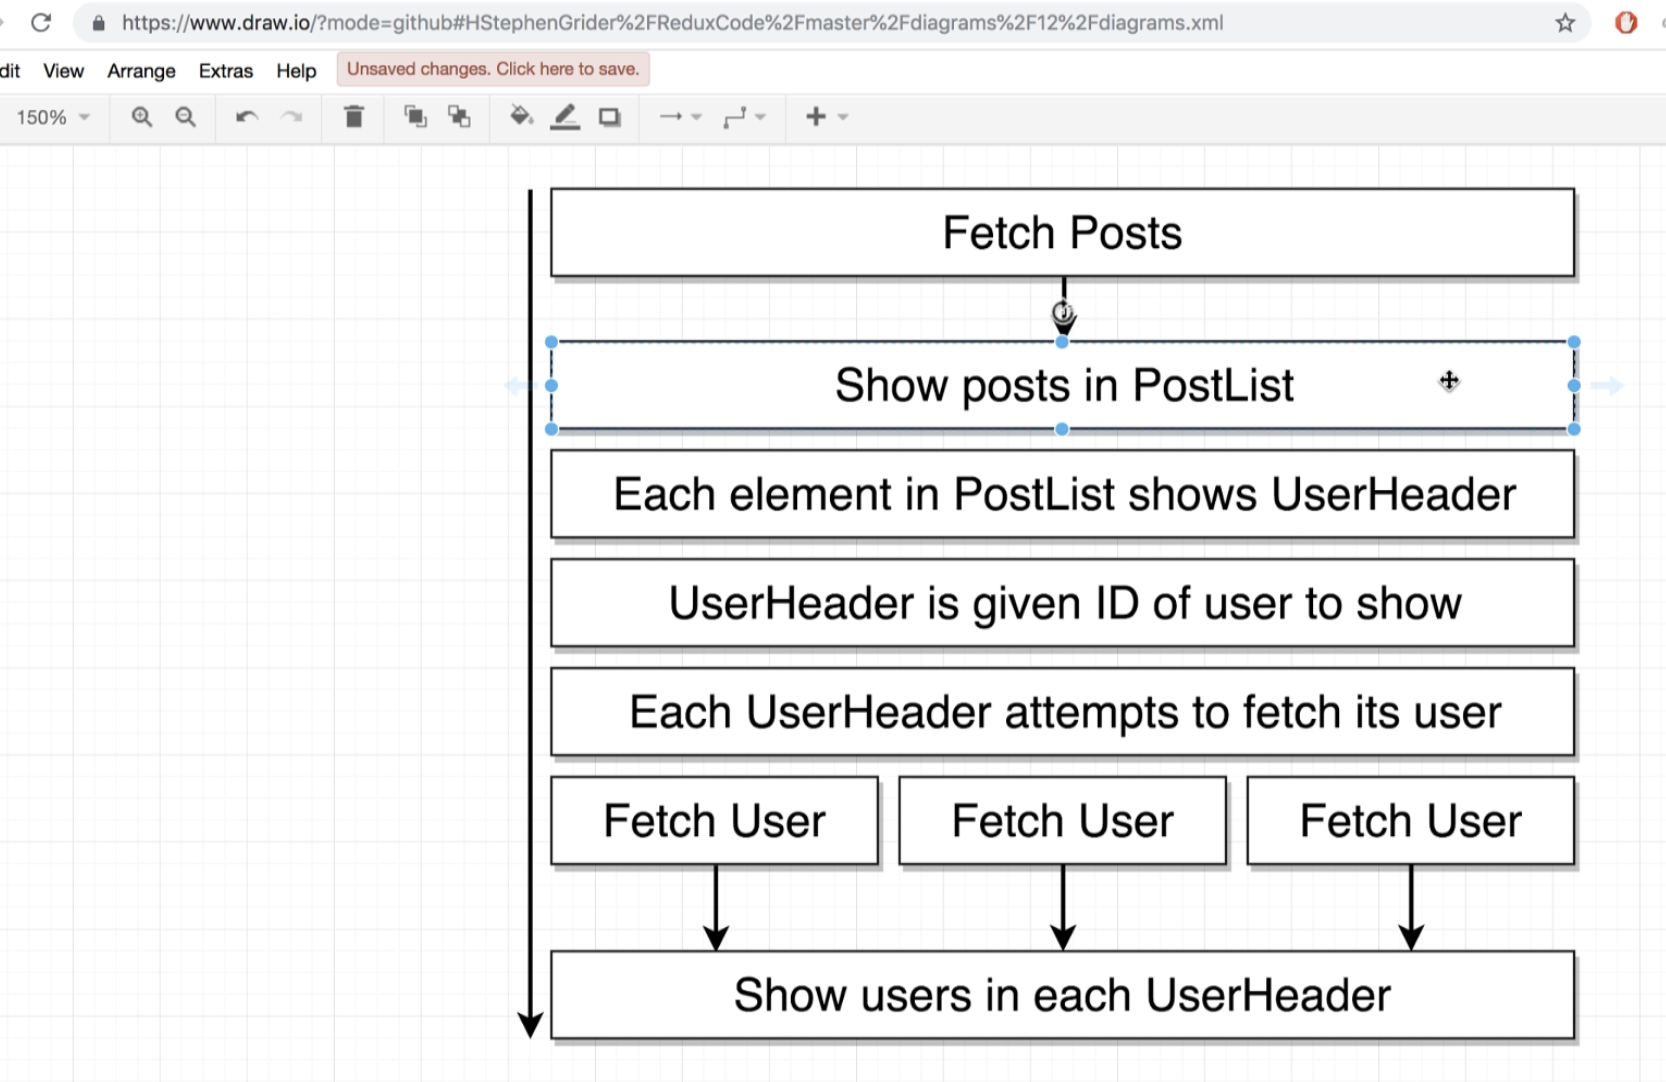 https://www.draw.io/?mode=github#HStephenGrider%2FReduxCode%2Fmaster%2Fdiagrams%2F12%2Fdiagrams.xml
dit View Arrange Extras Help Unsaved changes. Click here to save.
150%
Fetch Posts
Show posts in PostList
Each element in PostList shows UserHeader
UserHeader is given ID of user to show
Each UserHeader attempts to fetch its user
Fetch User Fetch User Fetch User
Show users in each UserHeader